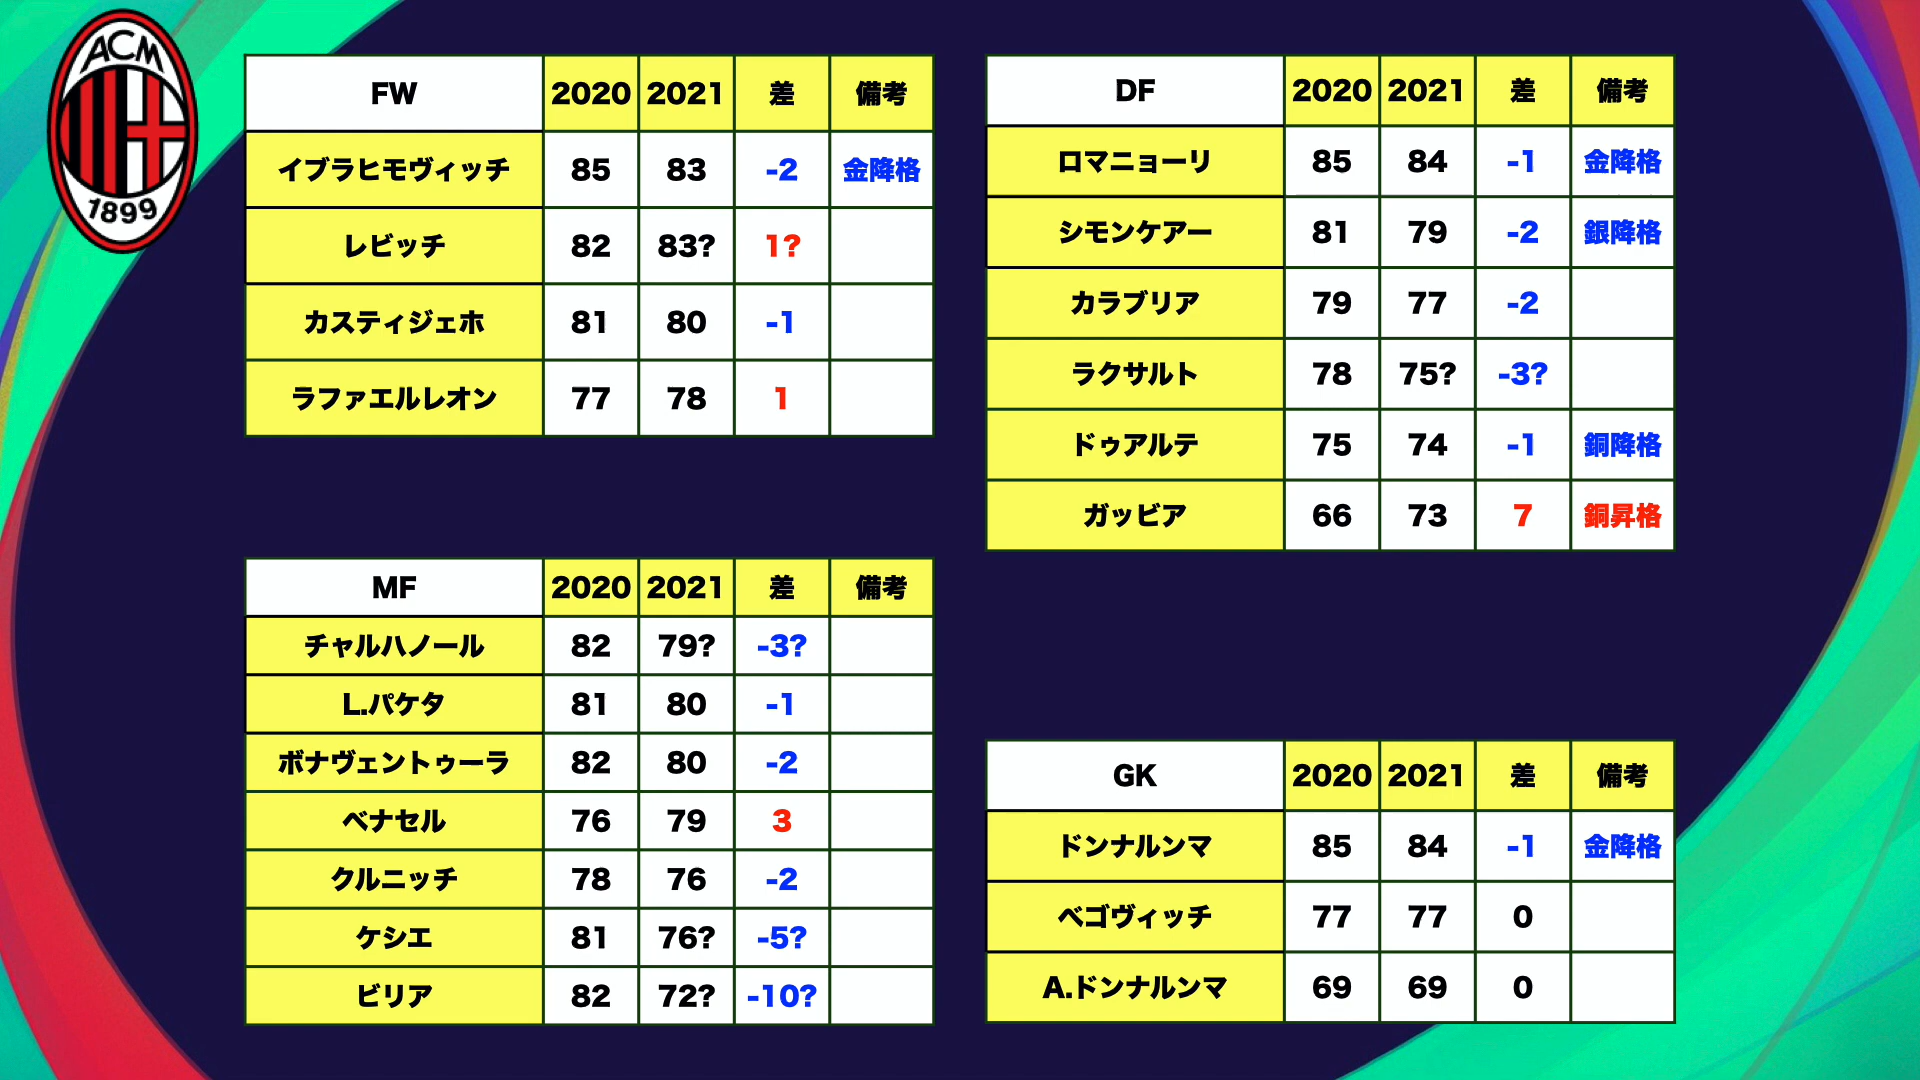 ACM
1899
FW 2020 2021 差 備考
イブラヒモヴィッチ 85 83 -2 金降格
レビッチ 82 83? 1?
カスティジェホ 81 80 -1
ラファエルレオン 77 78 1
MF 2020 2021 差 備考
チャルハノール 82 79? -3?
L.パケタ 81 80 -1
ボナヴェントゥーラ 82 80 -2
ベナセル 76 79 3
クルニッチ 78 76 -2
ケシエ 81 76? -5?
ビリア 82 72? -10?
DF 2020 2021 差 備考
ロマニョーリ 85 84 -1 金降格
シモンケアー 81 79 -2 銀降格
カラブリア 79 77 -2
ラクサルト 78 75? -3?
ドゥアルテ 75 74 -1 銅降格
ガッビア 66 73 7 銅昇格
GK 2020 2021 差 備考
ドンナルンマ 85 84 -1 金降格
ベゴヴィッチ 77 77 0
A.ドンナルンマ 69 69 0